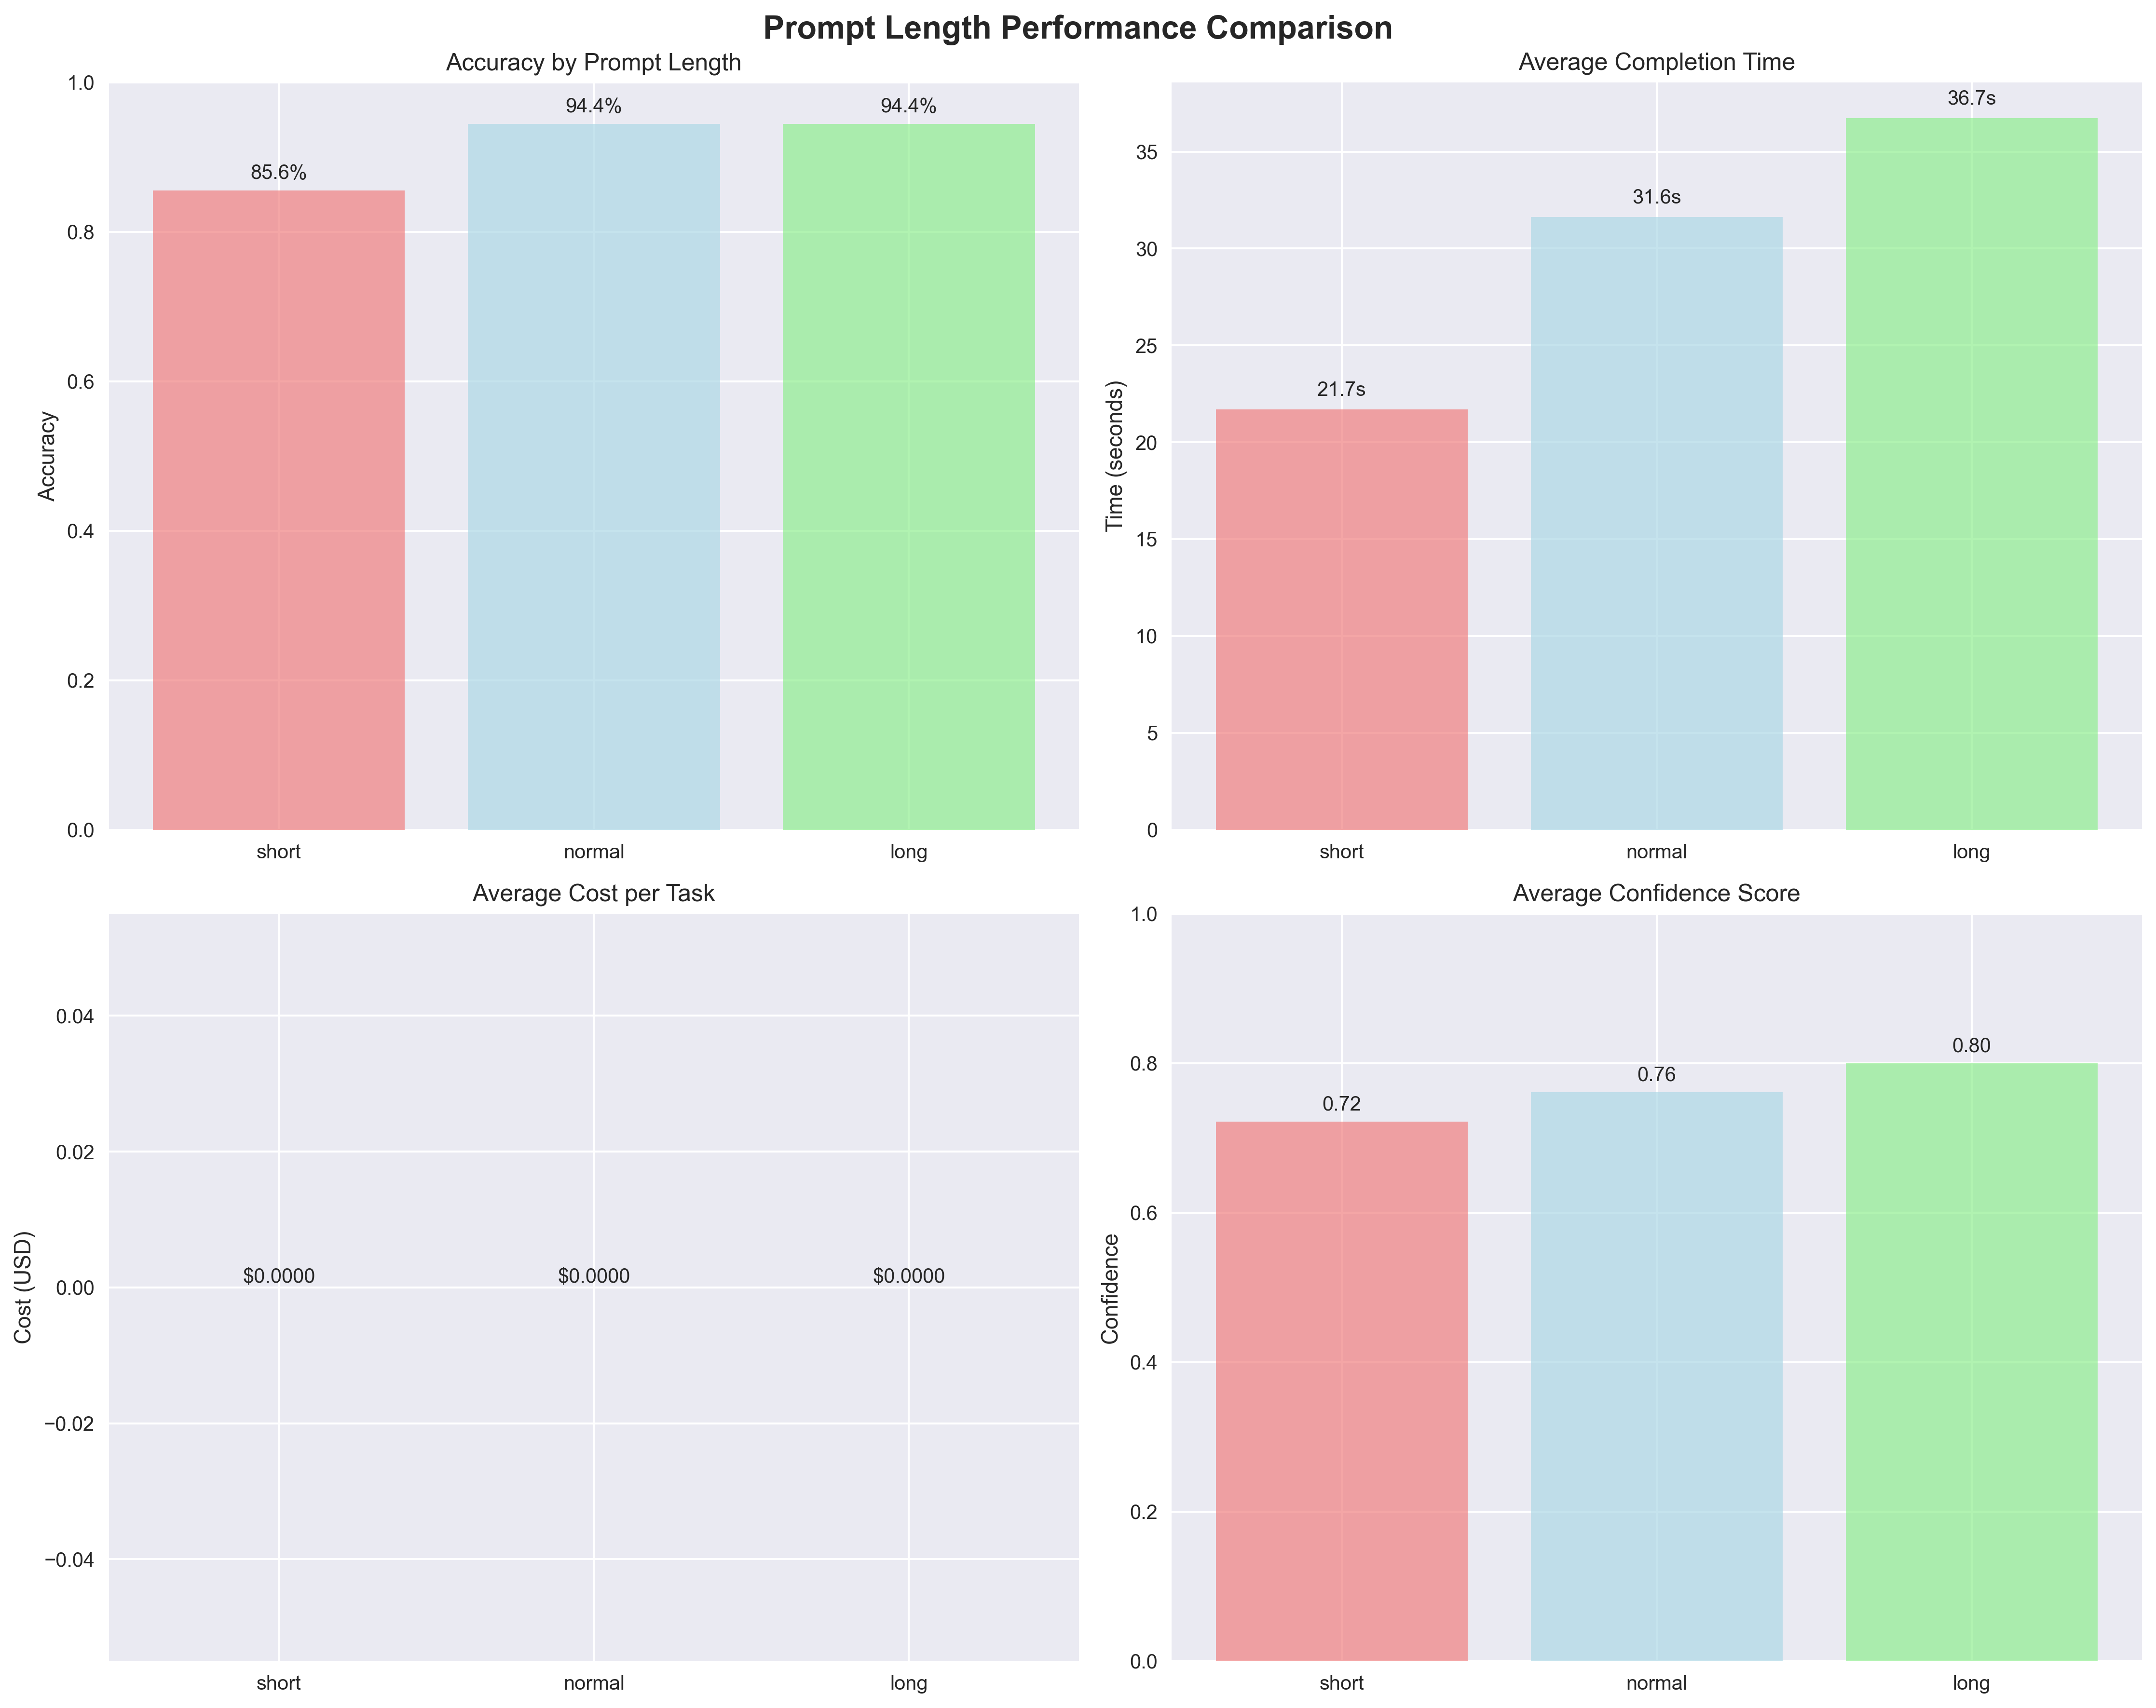 Prompt Length Performance Comparison
Accuracy by Prompt Length
1.0
0.8
0.6
0.4
0.2
0.0
Accuracy
85.6%
94.4%
94.4%
short
normal
long
Average Completion Time
35
30
25
20
15
10
5
0
Time (seconds)
21.7s
31.6s
36.7s
short
normal
long
Average Cost per Task
0.04
0.02
0.00
−0.02
−0.04
Cost (USD)
$0.0000
$0.0000
$0.0000
short
normal
long
Average Confidence Score
1.0
0.8
0.6
0.4
0.2
0.0
Confidence
0.72
0.76
0.80
short
normal
long